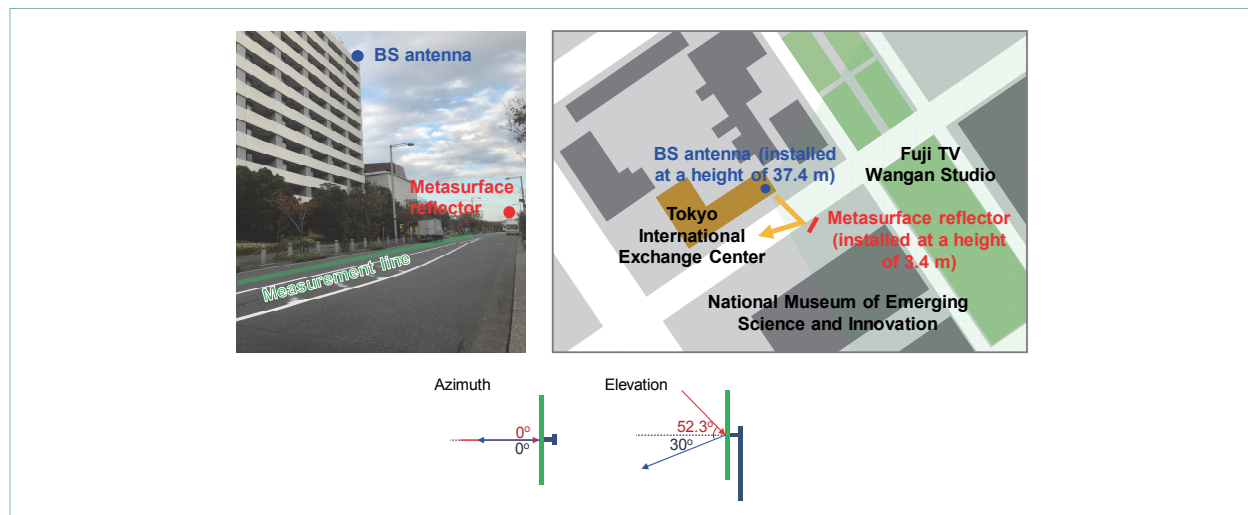 BS antenna
Metasurface
reflector
Measurement line
BS antenna (installed
at a height of 37.4 m)
Fuji TV
Wangan Studio
Tokyo
International
Exchange Center
Metasurface reflector
(installed at a height
of 3.4 m)
National Museum of Emerging
Science and Innovation
Azimuth
0°
0°
Elevation
52.3°
30°